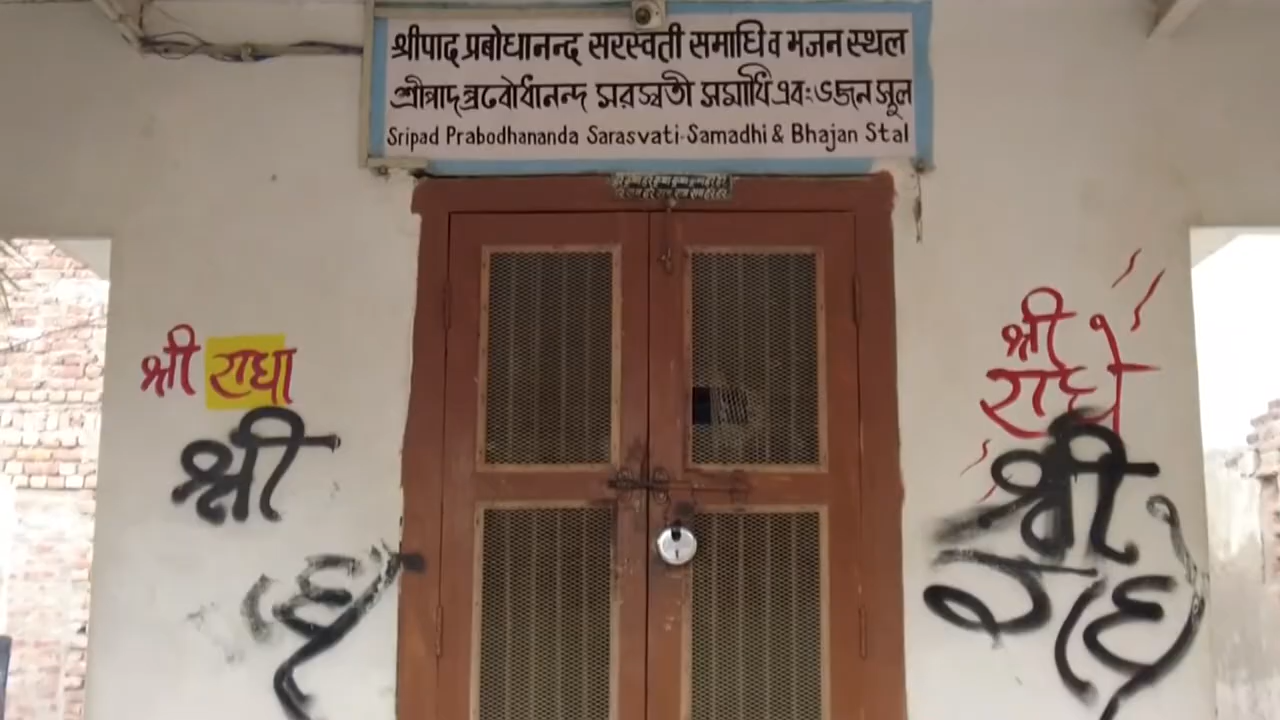 श्रीपाद प्रबोधानन्द सरस्वती समाधि व भजन स्थल
শ্রীপাদ প্রবোধানন্দ সরস্বতী সমাধি এবং ভজন স্থল
Sripad Prabodhananda Sarasvati Samadhi & Bhajan Stal
श्री राधा
श्री
श्री
राधे
श्री
राधे